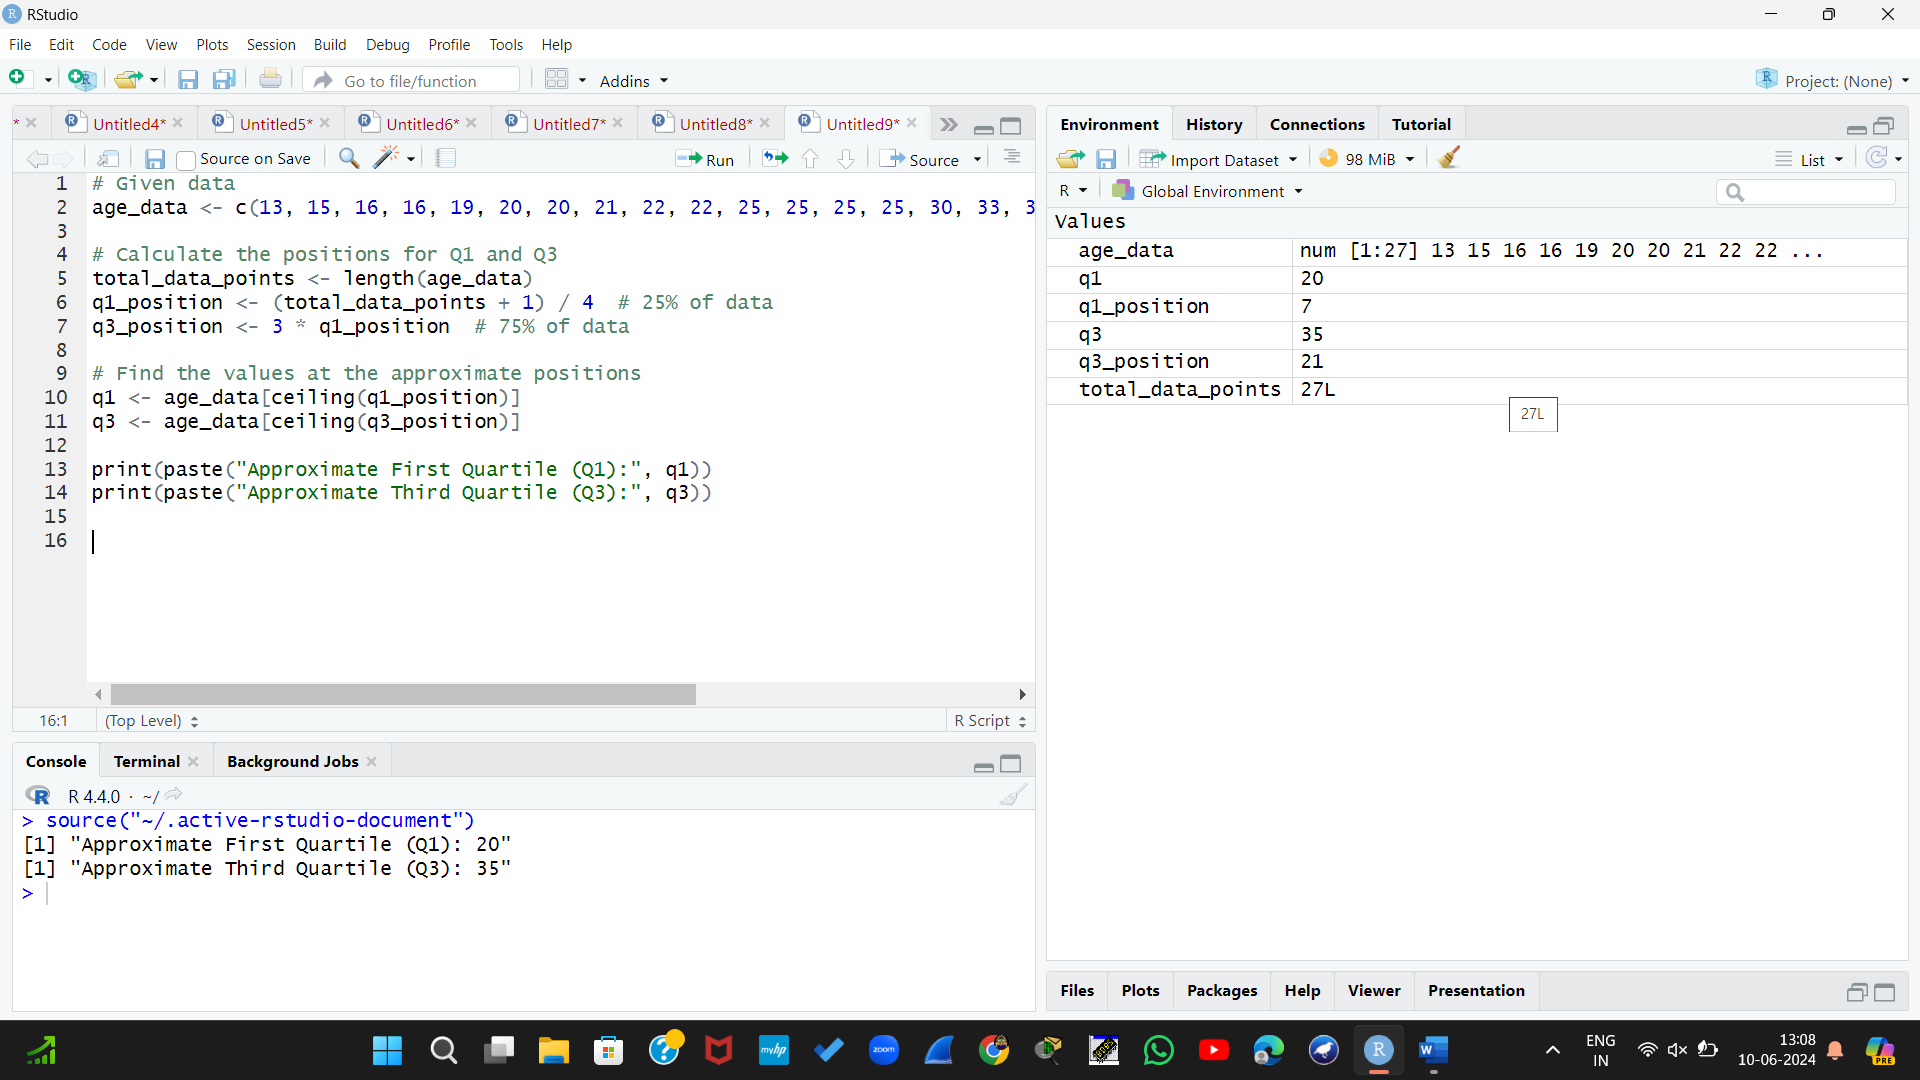 RStudio
File Edit Code View Plots Session Build Debug Profile Tools Help
Go to file/function Addins Project: (None)
* Untitled4* Untitled5* Untitled6* Untitled7* Untitled8* Untitled9*
Source on Save Run Source
1 # Given data
2 age_data <- c(13, 15, 16, 16, 19, 20, 20, 21, 22, 22, 25, 25, 25, 25, 30, 33, 3
3
4 # Calculate the positions for Q1 and Q3
5 total_data_points <- length(age_data)
6 q1_position <- (total_data_points + 1) / 4  # 25% of data
7 q3_position <- 3 * q1_position  # 75% of data
8
9 # Find the values at the approximate positions
10 q1 <- age_data[ceiling(q1_position)]
11 q3 <- age_data[ceiling(q3_position)]
12
13 print(paste("Approximate First Quartile (Q1):", q1))
14 print(paste("Approximate Third Quartile (Q3):", q3))
15
16
16:1 (Top Level) R Script
Console Terminal Background Jobs
R 4.4.0 · ~/
> source("~/.active-rstudio-document")
[1] "Approximate First Quartile (Q1): 20"
[1] "Approximate Third Quartile (Q3): 35"
>
Environment History Connections Tutorial
Import Dataset 98 MiB List
R Global Environment
Values
age_data num [1:27] 13 15 16 16 19 20 20 21 22 22 ...
q1 20
q1_position 7
q3 35
q3_position 21
total_data_points 27L
27L
Files Plots Packages Help Viewer Presentation
myhp zoom R W
ENG
IN
13:08
10-06-2024
PRE